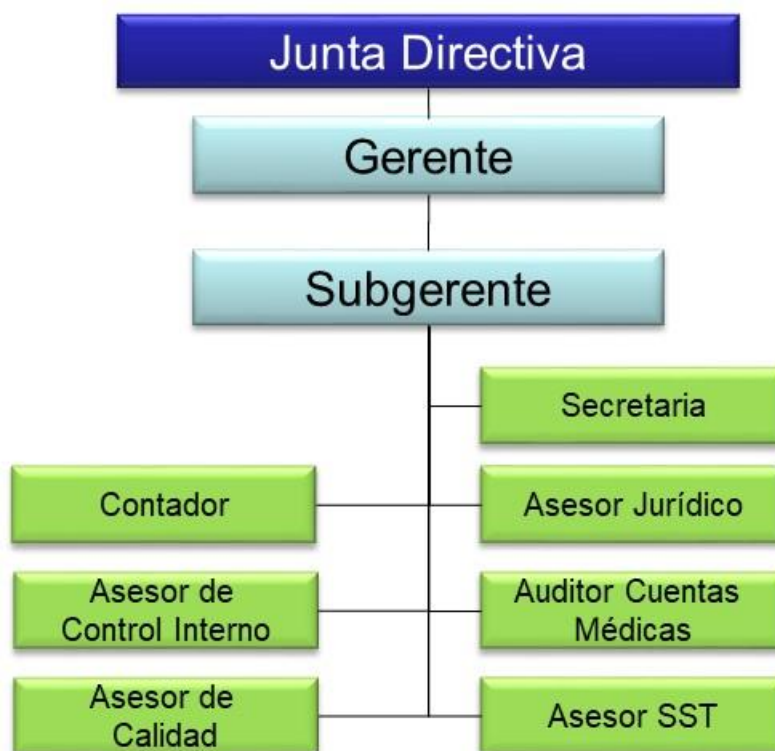 Junta Directiva
Gerente
Subgerente
Secretaria
Contador
Asesor Jurídico
Asesor de
Control Interno
Auditor Cuentas
Médicas
Asesor de
Calidad
Asesor SST